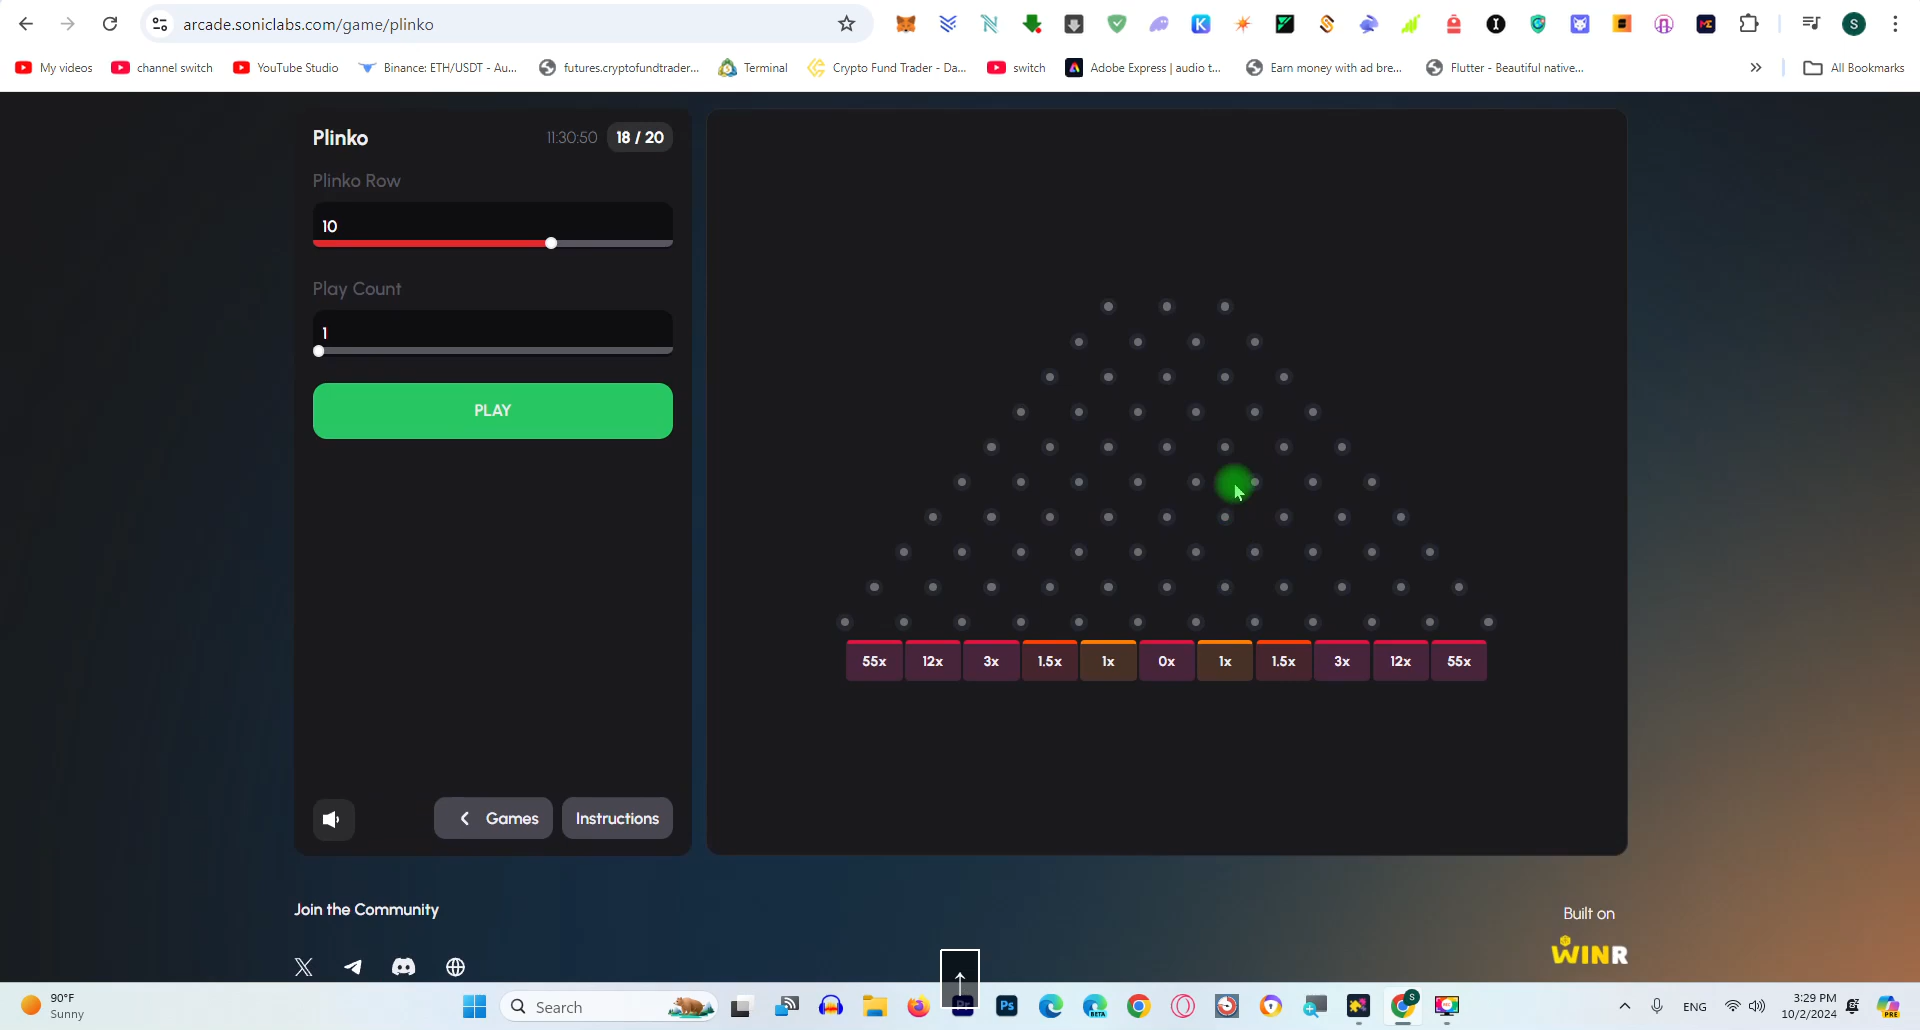 arcade.soniclabs.com/game/plinko
S
My videos
channel switch
YouTube Studio
Binance: ETH/USDT - Au...
futures.cryptofundtrader...
Terminal
Crypto Fund Trader - Da...
switch
Adobe Express | audio t...
Earn money with ad bre...
Flutter - Beautiful native...
All Bookmarks
Plinko
11:30:50
18 / 20
Plinko Row
10
Play Count
1
PLAY
55x
12x
3x
1.5x
1x
0x
1x
1.5x
3x
12x
55x
Games
Instructions
Join the Community
Built on
WINR
90°F
Sunny
Search
Pr
Ps
BETA
S
ENG
3:29 PM
10/2/2024
PRE